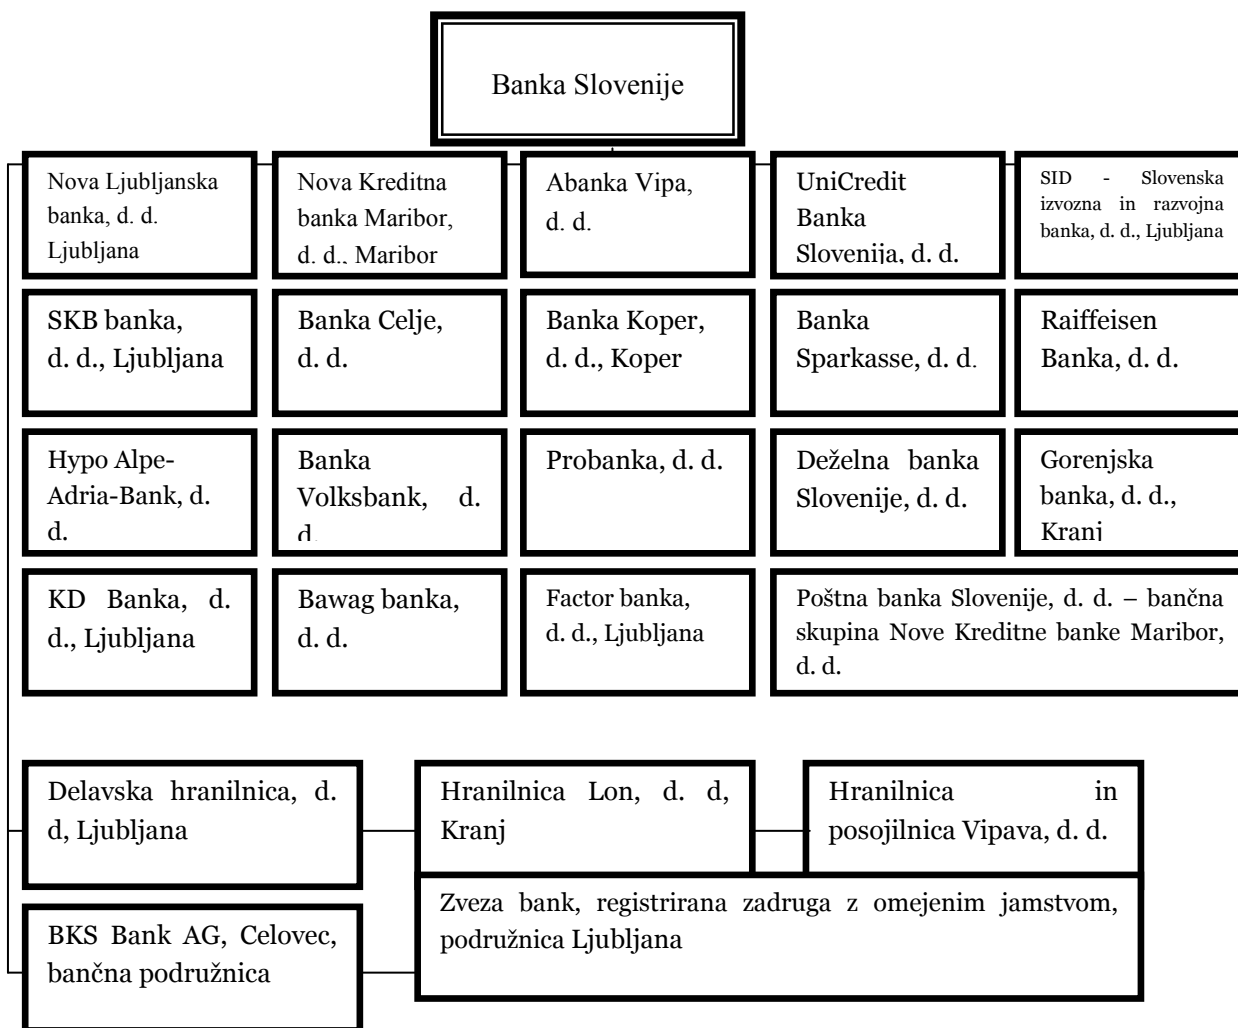 Banka Slovenije
Nova Ljubljanska
banka, d. d.
Ljubljana
Nova Kreditna
banka Maribor,
d. d., Maribor
Abanka Vipa,
d. d.
UniCredit
Banka
Slovenija, d. d.
SID - Slovenska
izvozna in razvojna
banka, d. d., Ljubljana
SKB banka,
d. d., Ljubljana
Banka Celje,
d. d.
Banka Koper,
d. d., Koper
Banka
Sparkasse, d. d.
Raiffeisen
Banka, d. d.
Hypo Alpe-
Adria-Bank, d.
d.
Banka
Volksbank, d.
d.
Probanka, d. d.
Deželna banka
Slovenije, d. d.
Gorenjska
banka, d. d.,
Kranj
KD Banka, d.
d., Ljubljana
Bawag banka,
d. d.
Factor banka,
d. d., Ljubljana
Poštna banka Slovenije, d. d. – bančna
skupina Nove Kreditne banke Maribor,
d. d.
Delavska hranilnica, d.
d, Ljubljana
Hranilnica Lon, d. d,
Kranj
Hranilnica in
posojilnica Vipava, d. d.
BKS Bank AG, Celovec,
bančna podružnica
Zveza bank, registrirana zadruga z omejenim jamstvom,
podružnica Ljubljana